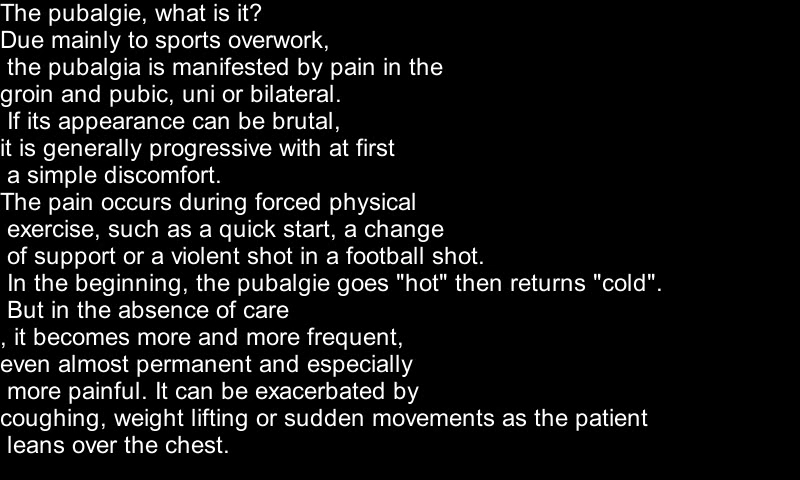 The pubalgie, what is it?
Due mainly to sports overwork,
the pubalgia is manifested by pain in the
groin and pubic, uni or bilateral.
If its appearance can be brutal,
it is generally progressive with at first
a simple discomfort.
The pain occurs during forced physical
exercise, such as a quick start, a change
of support or a violent shot in a football shot.
In the beginning, the pubalgie goes "hot" then returns "cold".
But in the absence of care
, it becomes more and more frequent,
even almost permanent and especially
more painful. It can be exacerbated by
coughing, weight lifting or sudden movements as the patient
leans over the chest.